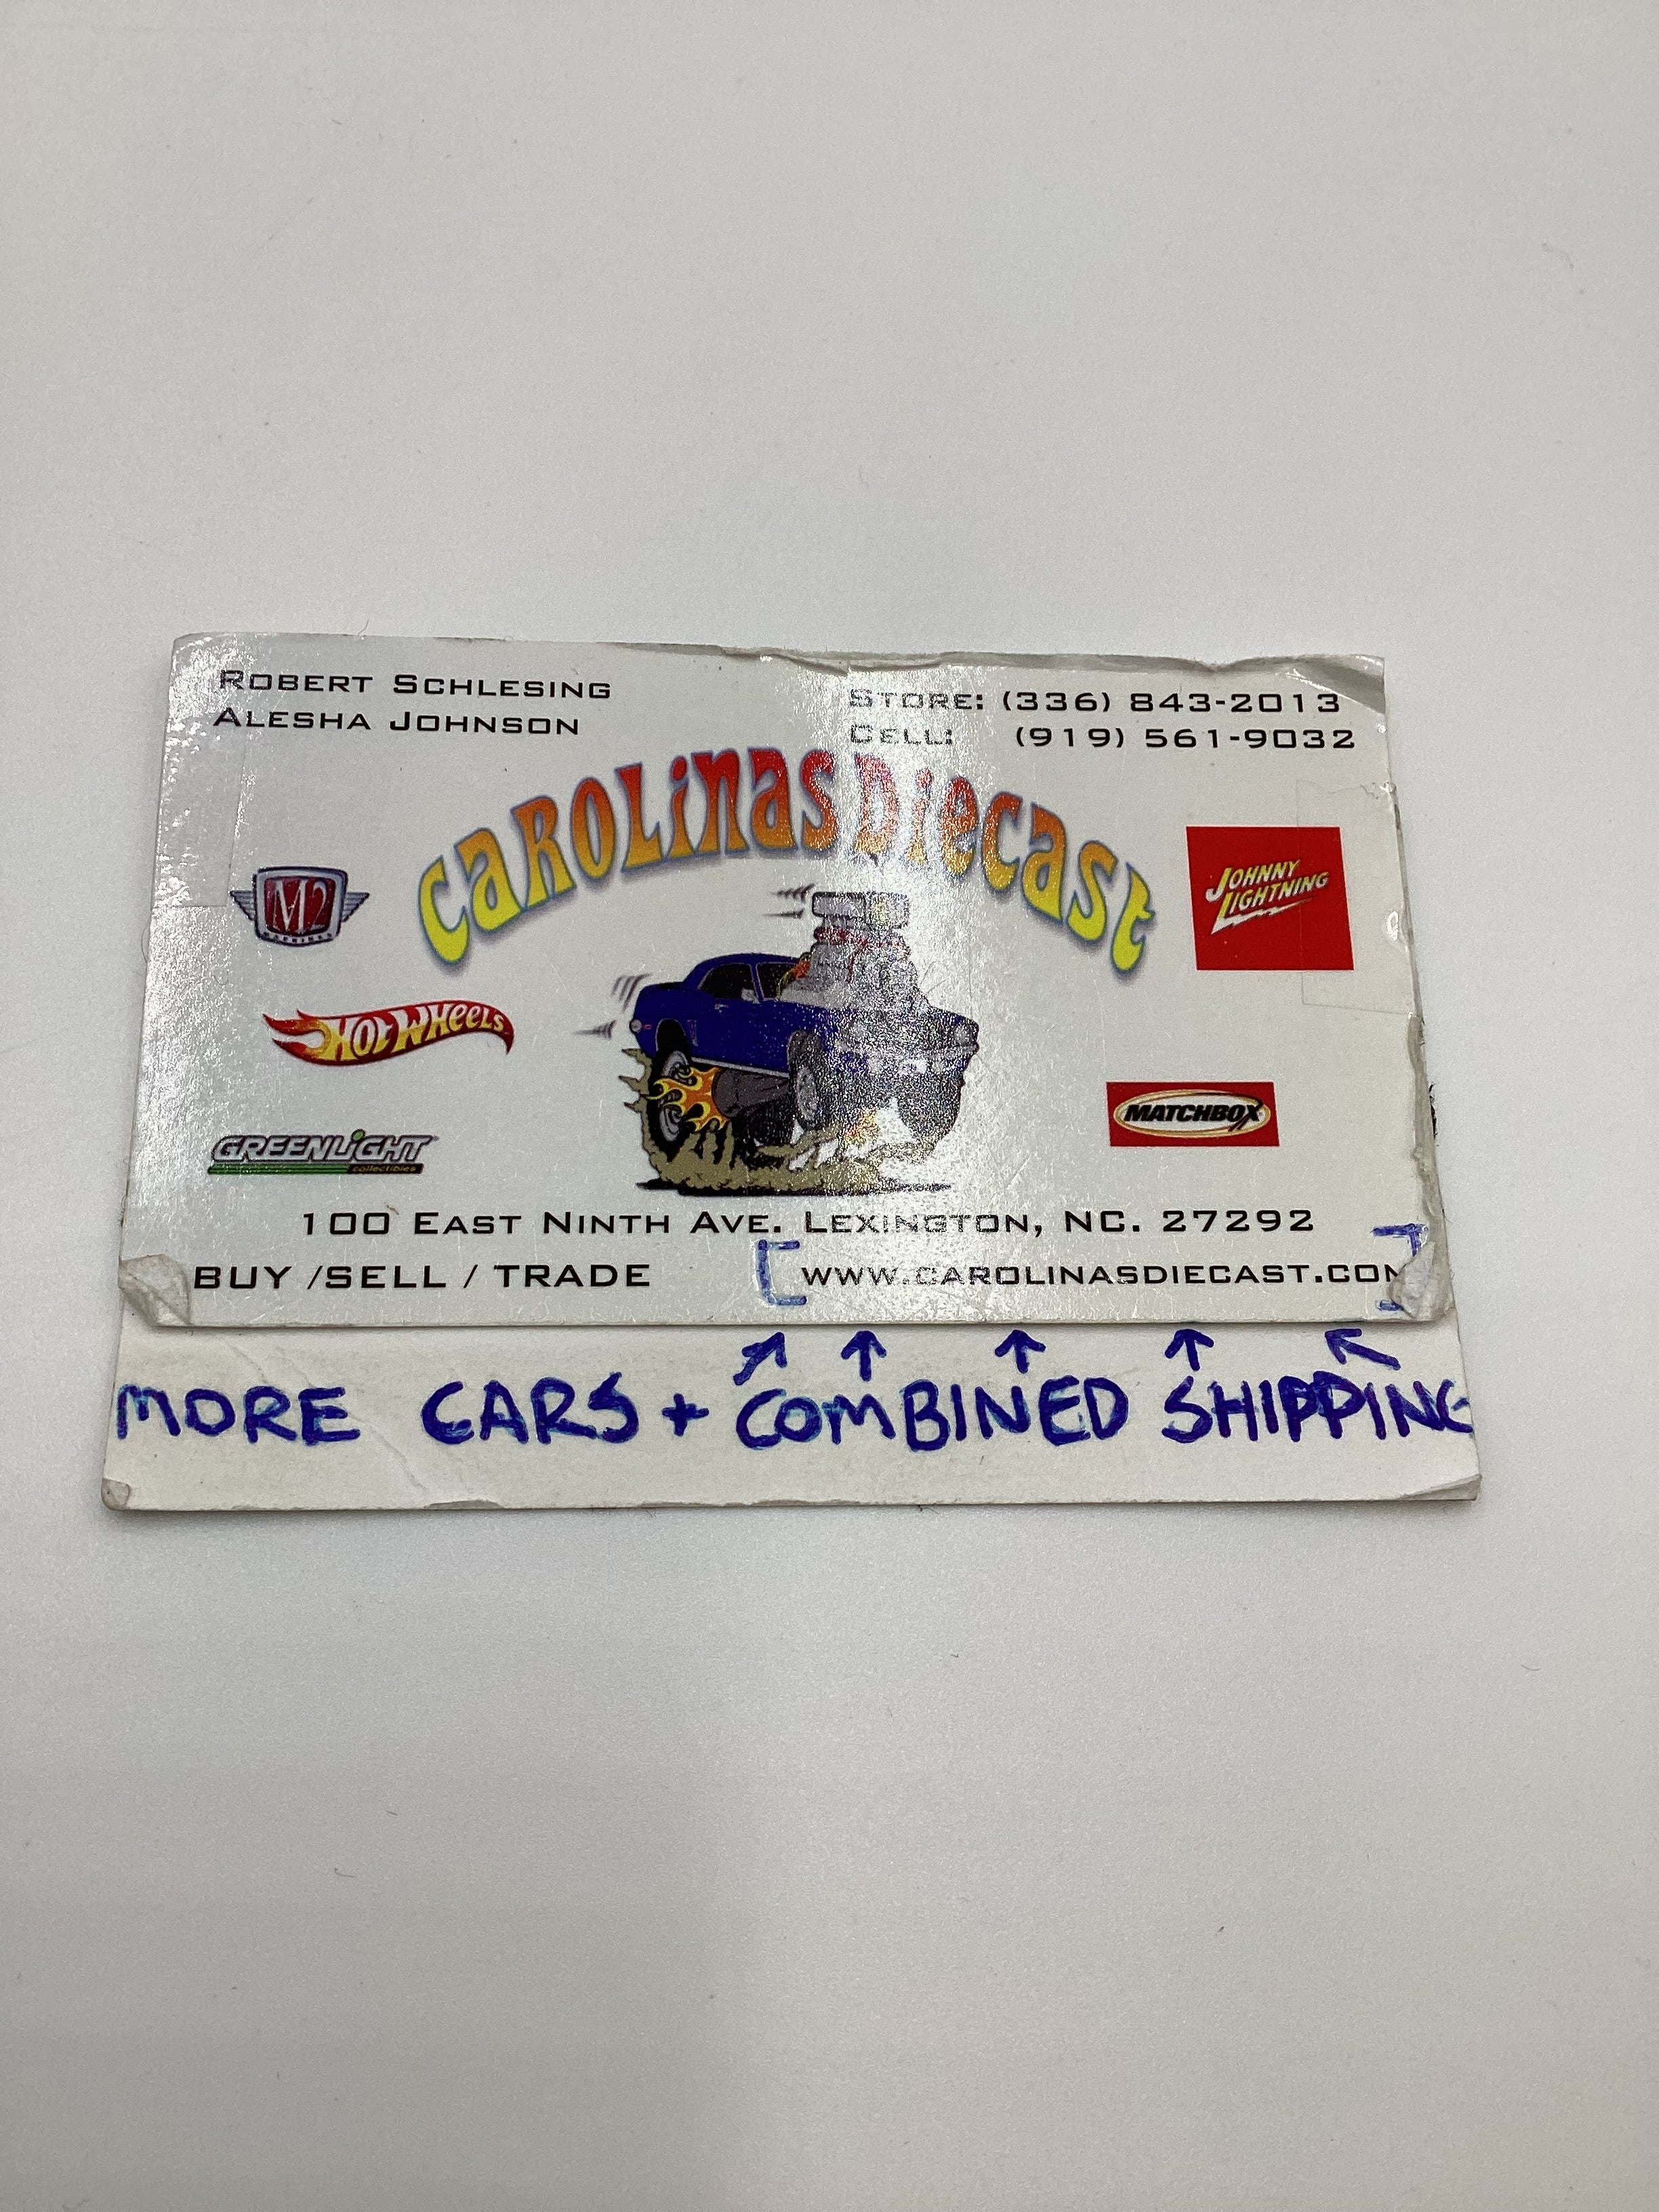 ROBERT SCHLESING
ALESHA JOHNSON
STORE: (336) 843-2013
CELL: (919) 561-9032
CAROLINAS DIECAST
M2
MACHINES
JOHNNY
LIGHTNING
HOT WHEELS
MATCHBOX
GREENLIGHT
collectibles
100 EAST NINTH AVE. LEXINGTON, NC. 27292
BUY /SELL / TRADE [WWW.CAROLINASDIECAST.COM]
MORE CARS + COMBINED SHIPPING